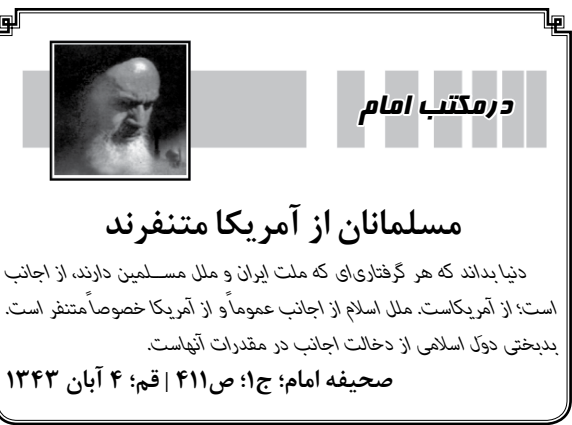 درمکتب امام
مسلمانان از آمریکا متنفرند
دنیا بداند که هر گرفتاری‌ای که ملت ایران و ملل مسـلمین دارند، از اجانب
است؛ از آمریکاست. ملل اسلام از اجانب عموماً و از آمریکا خصوصاً متنفر است.
بدبختی دوَل اسلامی از دخالت اجانب در مقدرات آنهاست.
صحیفه امام؛ ج۱؛ ص۴۱۱ | قم؛ ۴ آبان ۱۳۴۳